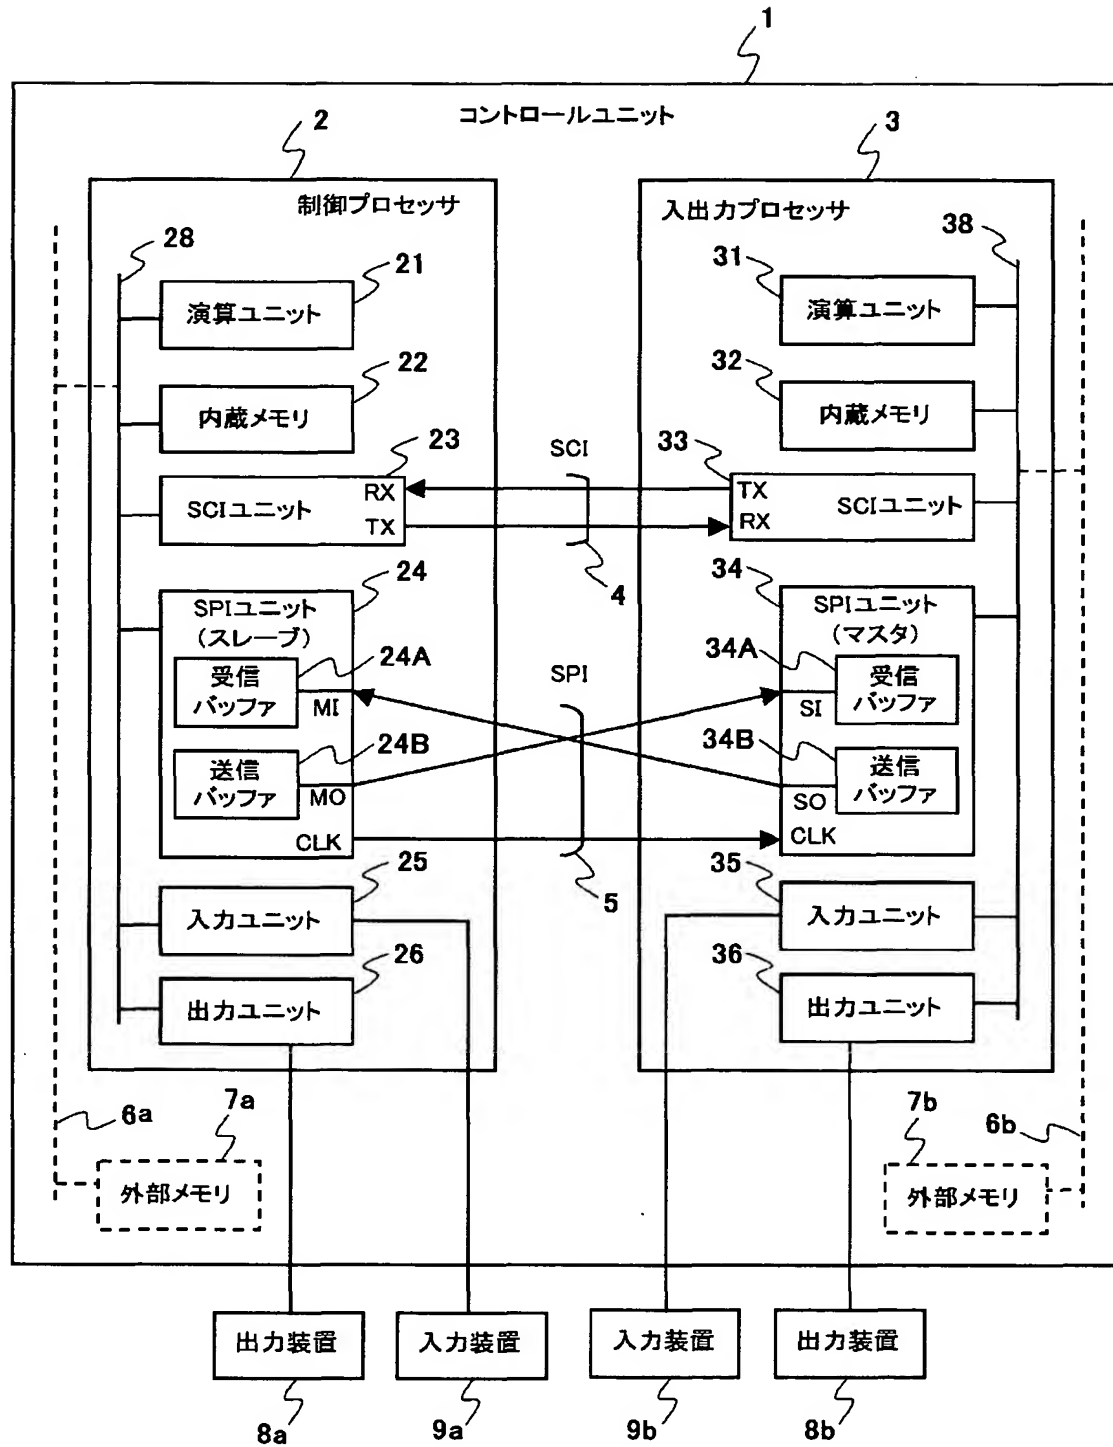 1
コントロールユニット
2
3
制御プロセッサ
入出力プロセッサ
28
38
21
演算ユニット
31
演算ユニット
22
内蔵メモリ
32
内蔵メモリ
23
SCI
33
SCIユニット
RX
TX
TX
RX
SCIユニット
4
24
34
SPIユニット
(スレーブ)
SPIユニット
(マスタ)
24A
34A
受信
バッファ
MI
SPI
SI
受信
バッファ
24B
34B
送信
バッファ
MO
SO
送信
バッファ
CLK
CLK
5
25
35
入力ユニット
入力ユニット
26
36
出力ユニット
出力ユニット
6a
7a
7b
6b
外部メモリ
外部メモリ
出力装置
入力装置
入力装置
出力装置
8a
9a
9b
8b